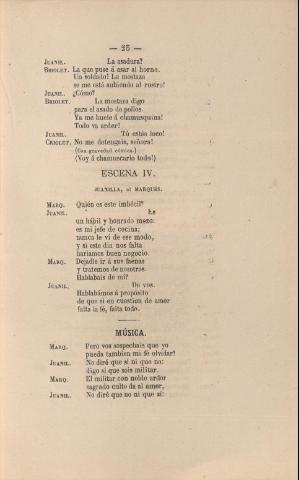 — 25 —
JUANIL. La asadura?
BRIOLET. La que puse á asar al horno.
Un soldado! La mostaza
se me está subiendo al rostro!
JUANIL. ¿Cómo?
BRIOLET. La mostaza digo
para el asado de pollos.
Ya me huele á chamusquina!
Todo va arder!
JUANIL. Tú estás loco!
CRIOLET. No me detengais, señora!
(Con gravedad cómica.)
(Voy á chamuscarlo todo!)
ESCENA IV.
JUANILLA, el MARQUÉS.
MARQ. Quién es este imbécil?
JUANIL. Es
un hábil y honrado mozo:
es mi jefe de cocina;
nunca le vi de ese modo,
y si este dia nos falta
haríamos buen negocio.
MARQ. Dejadle ir á sus faenas
y tratemos de nosotros.
Hablabais de mí?
JUANIL. De vos.
Hablábamos á propósito
de que si en cuestion de amor
falta la fé, falta todo.
MÚSICA.
MARQ. Pero vos sospechais que yo
pueda tambien mi fé olvidar?
JUANIL. No diré que sí ni que no:
digo sí que sois militar.
MARQ. El militar con noble ardor
sagrado culto da al amor,
JUANIL. No diré que no ni que sí: